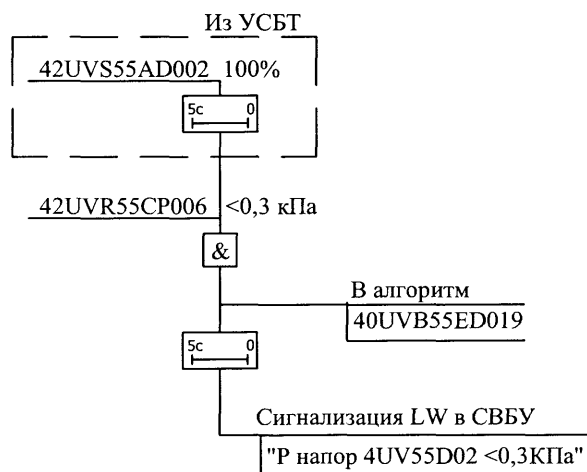 Из УСБТ
42UVS55AD002 100%
5с 0
42UVR55CP006 <0,3 кПа
&
В алгоритм
40UVB55ED019
5с 0
Сигнализация LW в СВБУ
"Р напор 4UV55D02 <0,3КПа"